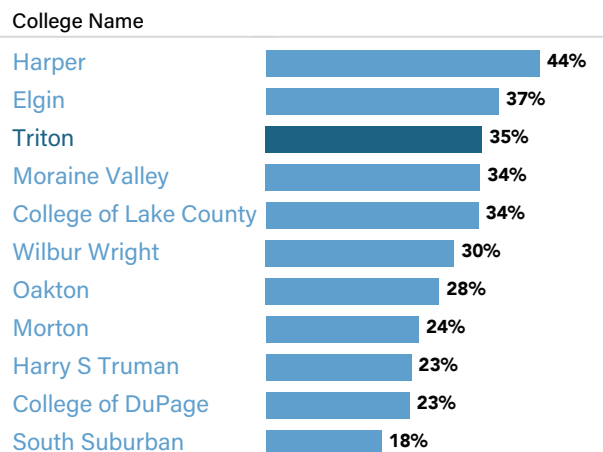 College Name
Harper 44%
Elgin 37%
Triton 35%
Moraine Valley 34%
College of Lake County 34%
Wilbur Wright 30%
Oakton 28%
Morton 24%
Harry S Truman 23%
College of DuPage 23%
South Suburban 18%